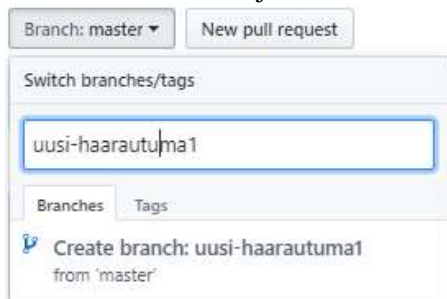 Branch: master New pull request
Switch branches/tags
uusi-haarautuma1
Branches Tags
Create branch: uusi-haarautuma1
from 'master'